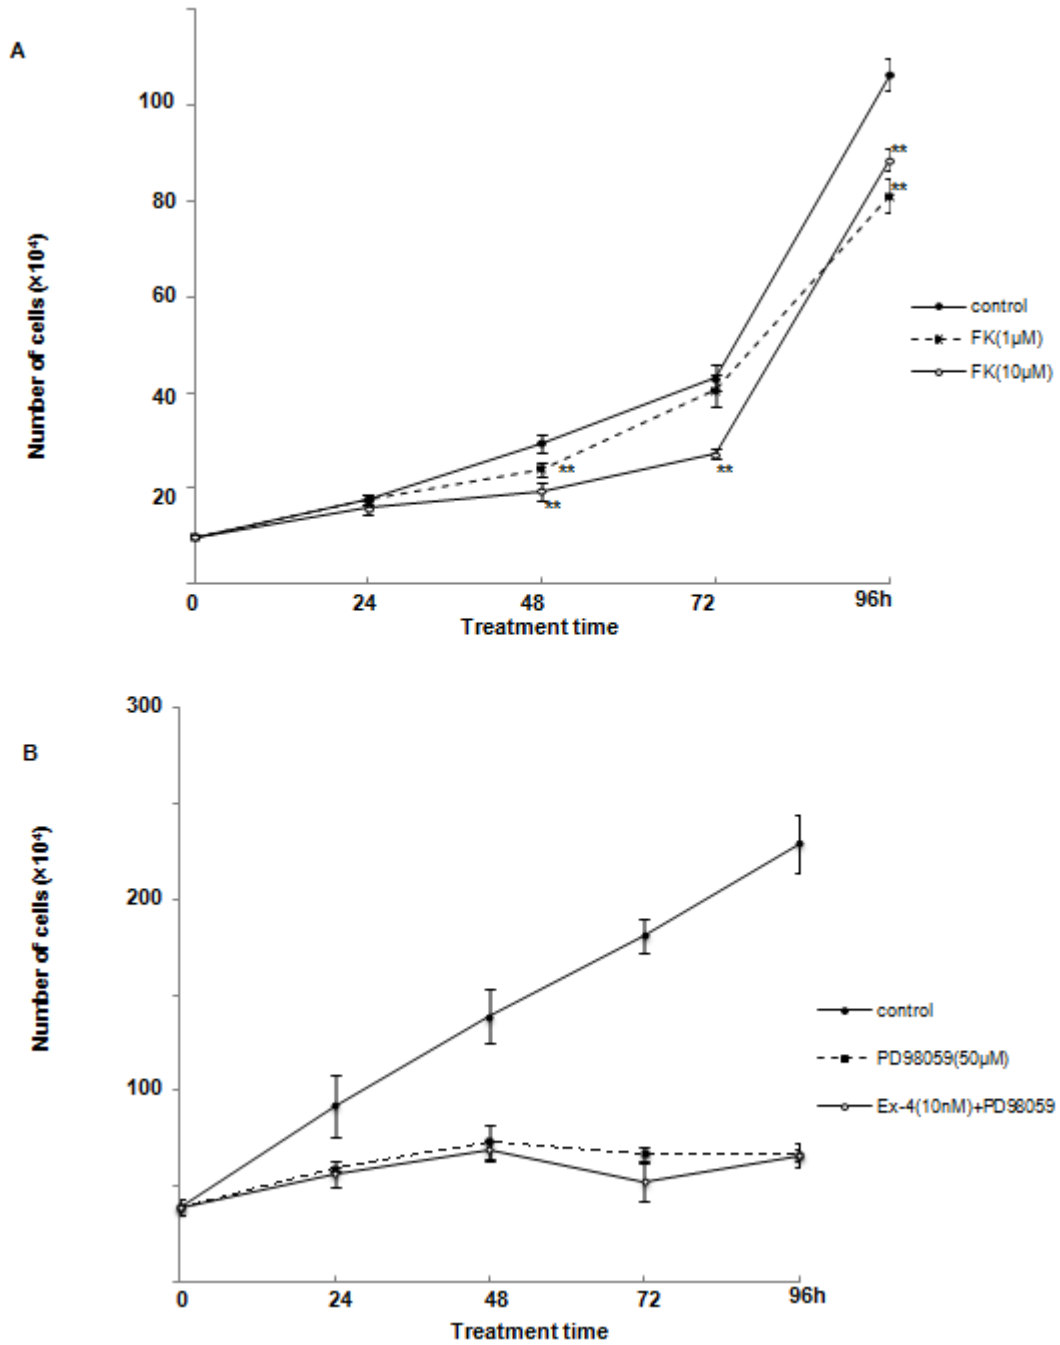 A
Number of cells (×10⁴)
100
80
60
40
20
**
**
**
**
**
0 24 48 72 96h
Treatment time
control
FK(1μM)
FK(10μM)
B
Number of cells (×10⁴)
300
200
100
0 24 48 72 96h
Treatment time
control
PD98059(50μM)
Ex-4(10nM)+PD98059